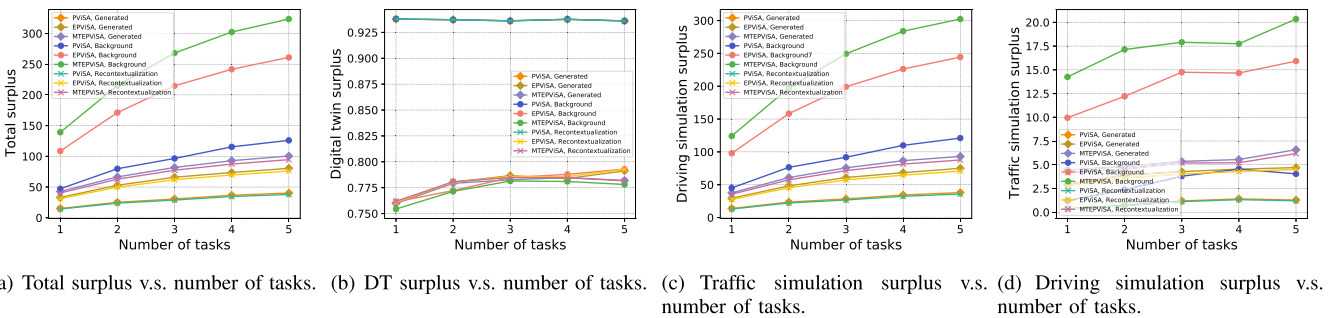 Total surplus
350
300
250
200
150
100
50
0
PViSA, Generated
EPViSA, Generated
MTEPViSA, Generated
PViSA, Background
EPViSA, Background
MTEPViSA, Background
PViSA, Recontextualization
EPViSA, Recontextualization
MTEPViSA, Recontextualization
1 2 3 4 5
Number of tasks
Digital twin surplus
0.925
0.900
0.875
0.850
0.825
0.800
0.775
0.750
PViSA, Generated
EPViSA, Generated
MTEPViSA, Generated
PViSA, Background
EPViSA, Background
MTEPViSA, Background
PViSA, Recontextualization
EPViSA, Recontextualization
MTEPViSA, Recontextualization
1 2 3 4 5
Number of tasks
Driving simulation surplus
300
250
200
150
100
50
0
PViSA, Generated
EPViSA, Generated
MTEPViSA, Generated
PViSA, Background
EPViSA, Background7
MTEPViSA, Background
PViSA, Recontextualization
EPViSA, Recontextualization
MTEPViSA, Recontextualization
1 2 3 4 5
Number of tasks
Traffic simulation surplus
20.0
17.5
15.0
12.5
10.0
7.5
5.0
2.5
0.0
PViSA, Generated
EPViSA, Generated
MTEPViSA, Generated
PViSA, Background
EPViSA, Background
MTEPViSA, Background
PViSA, Recontextualization
EPViSA, Recontextualization
MTEPViSA, Recontextualization
1 2 3 4 5
Number of tasks
a) Total surplus v.s. number of tasks.
(b) DT surplus v.s. number of tasks.
(c) Traffic simulation surplus v.s.
number of tasks.
(d) Driving simulation surplus v.s.
number of tasks.